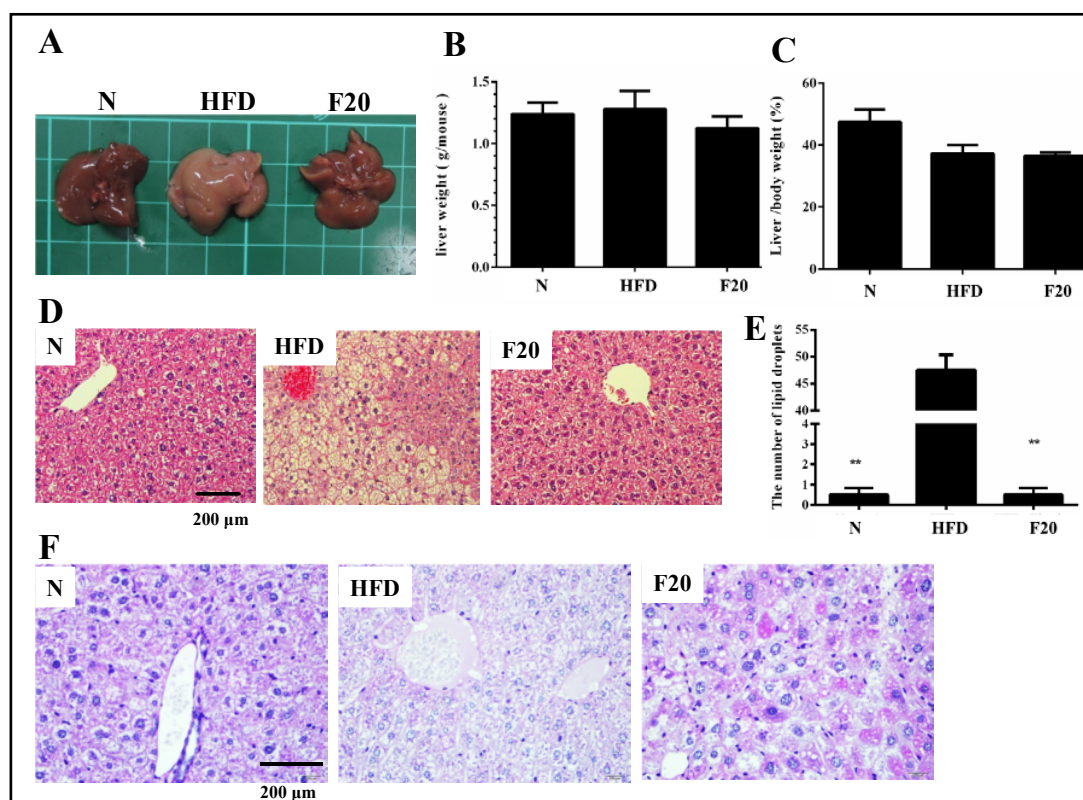 A
N HFD F20
B
liver weight ( g/mouse )
1.5
1.0
0.5
0.0
N HFD F20
C
Liver /body weight (%)
60
40
20
0
N HFD F20
D
N
HFD
F20
200 μm
E
The number of lipid droplets
55
50
45
40
4
3
2
1
0
**
**
N HFD F20
F
N
HFD
F20
200 μm